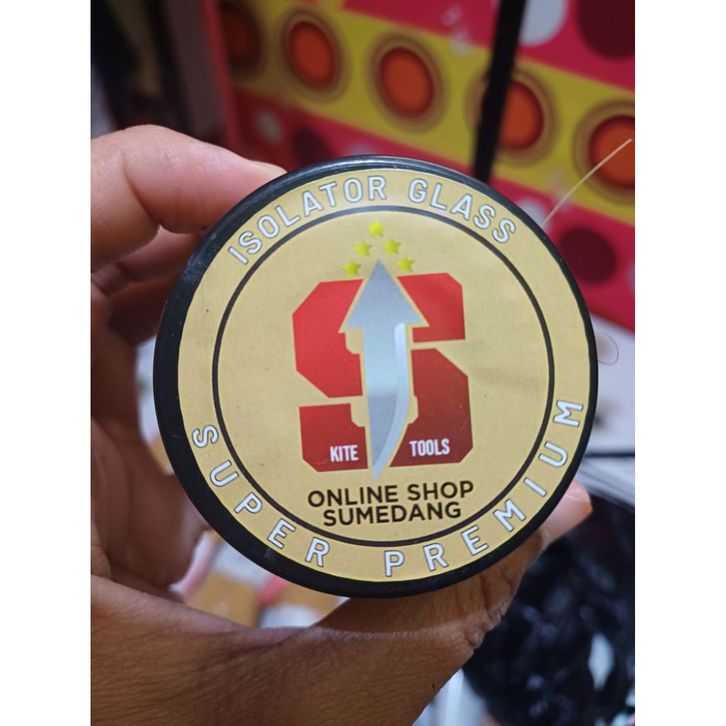 ISOLATOR GLASS
S
KITE TOOLS
ONLINE SHOP
SUMEDANG
SUPER PREMIUM